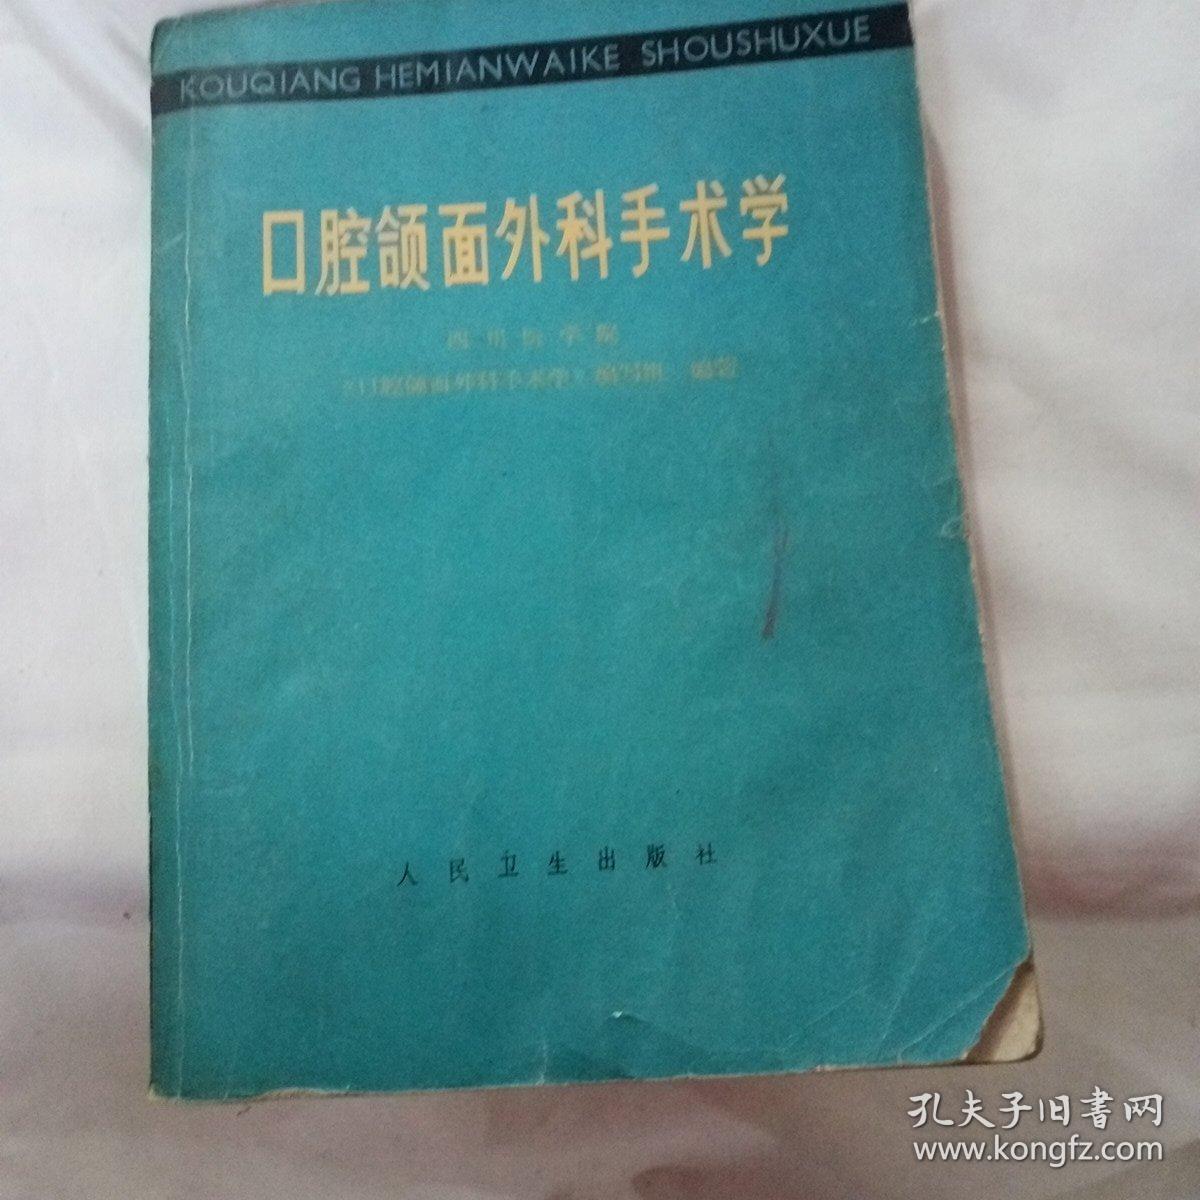 KOUQIANG HEMIANWAIKE SHOUSHUXUE
口腔颌面外科手术学
四川医学院
《口腔颌面外科手术学》编写组 编著
人民卫生出版社
孔夫子旧書网
www.kongfz.com